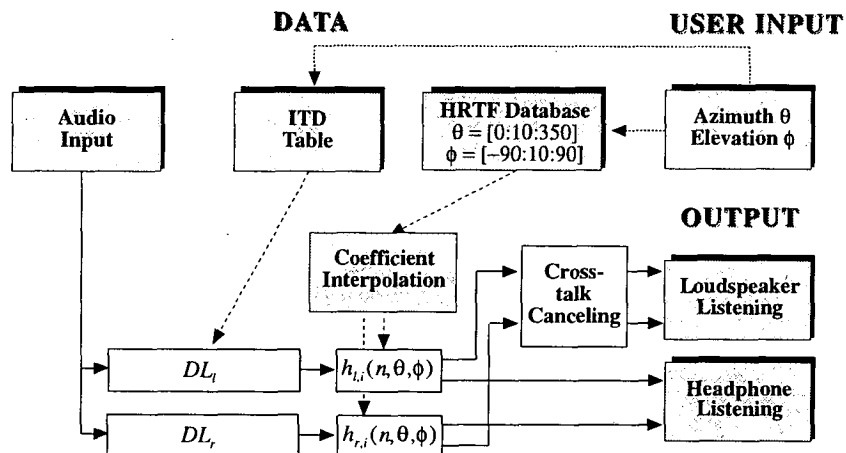 DATA
USER INPUT
Audio
Input
ITD
Table
HRTF Database
θ = [0:10:350]
ϕ = [–90:10:90]
Azimuth θ
Elevation ϕ
OUTPUT
Coefficient
Interpolation
Cross-
talk
Canceling
Loudspeaker
Listening
DL_l
h_{l,i}(n,θ,ϕ)
Headphone
Listening
DL_r
h_{r,i}(n,θ,ϕ)